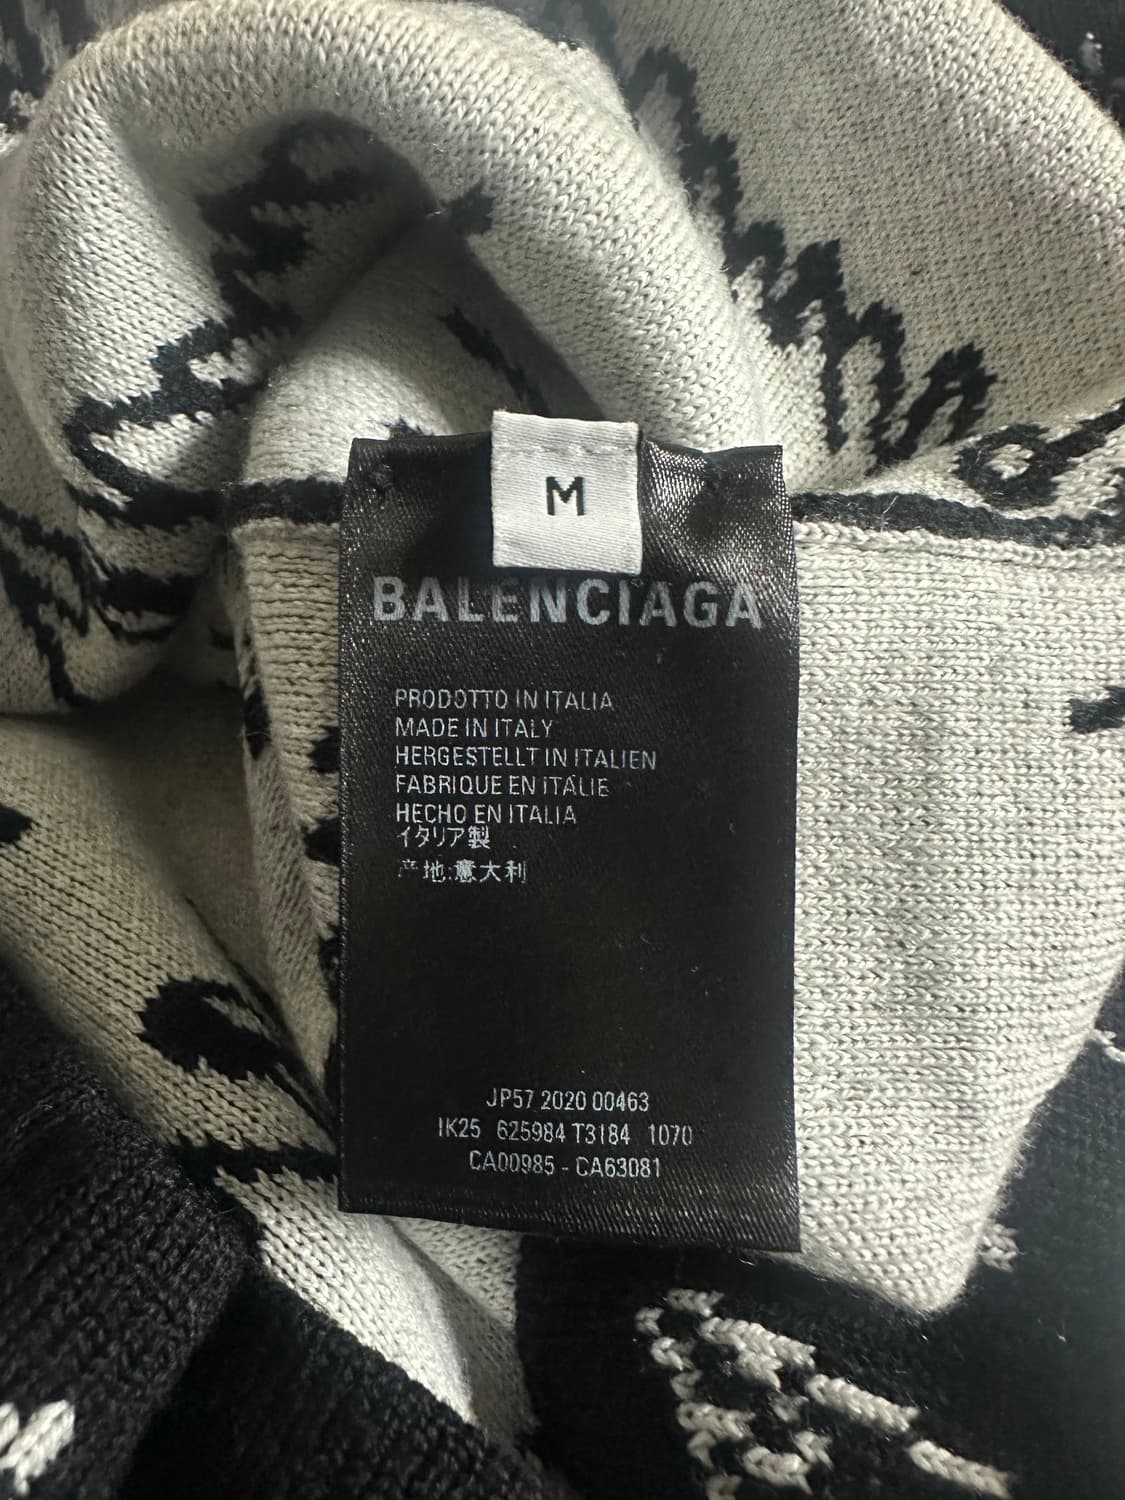 M
BALENCIAGA
PRODOTTO IN ITALIA
MADE IN ITALY
HERGESTELLT IN ITALIEN
FABRIQUE EN ITALIE
HECHO EN ITALIA
イタリア製
产地:意大利
JP57 2020 00463
IK25 625984 T3184 1070
CA00985 - CA63081